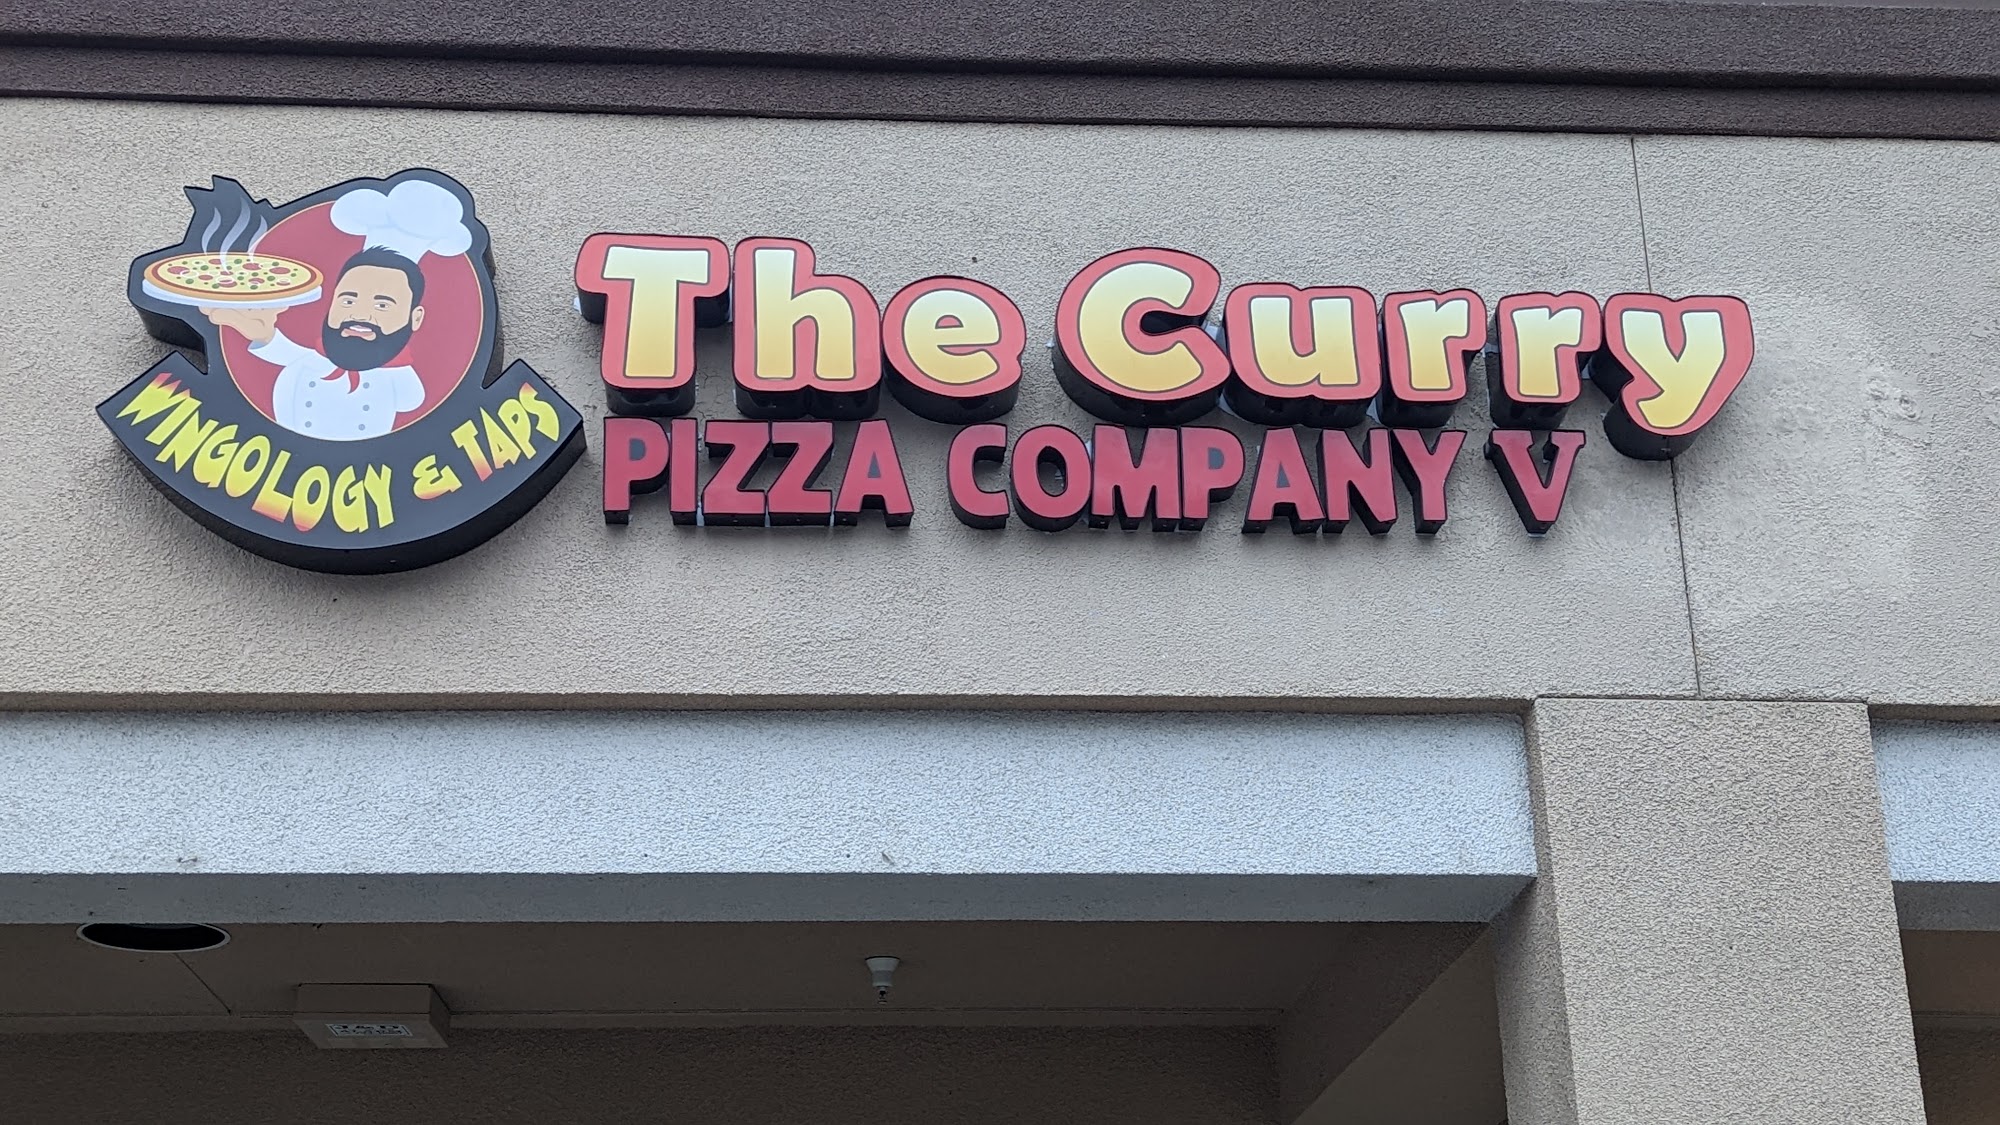 WINGOLOGY & TAPS
The Curry
PIZZA COMPANY V